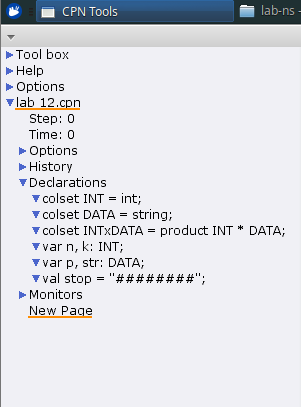 CPN Tools
lab-ns -
Tool box
Help
Options
lab 12.cpn
Step: 0
Time: 0
Options
History
Declarations
colset INT = int;
colset DATA = string;
colset INTxDATA = product INT * DATA;
var n, k: INT;
var p, str: DATA;
val stop = "########";
Monitors
New Page